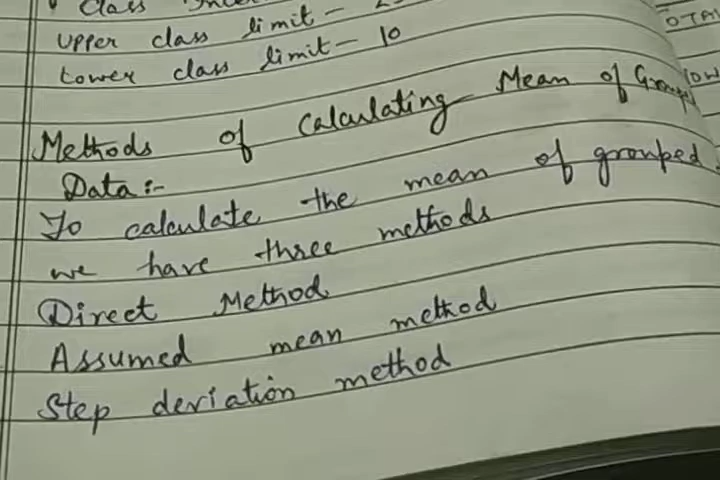 Class
Upper class limit -
Lower class limit - 10
Methods of Calculating Mean of Grouped
Data :-
To calculate the mean of grouped
we have three methods
Direct Method
Assumed mean method
Step deviation method